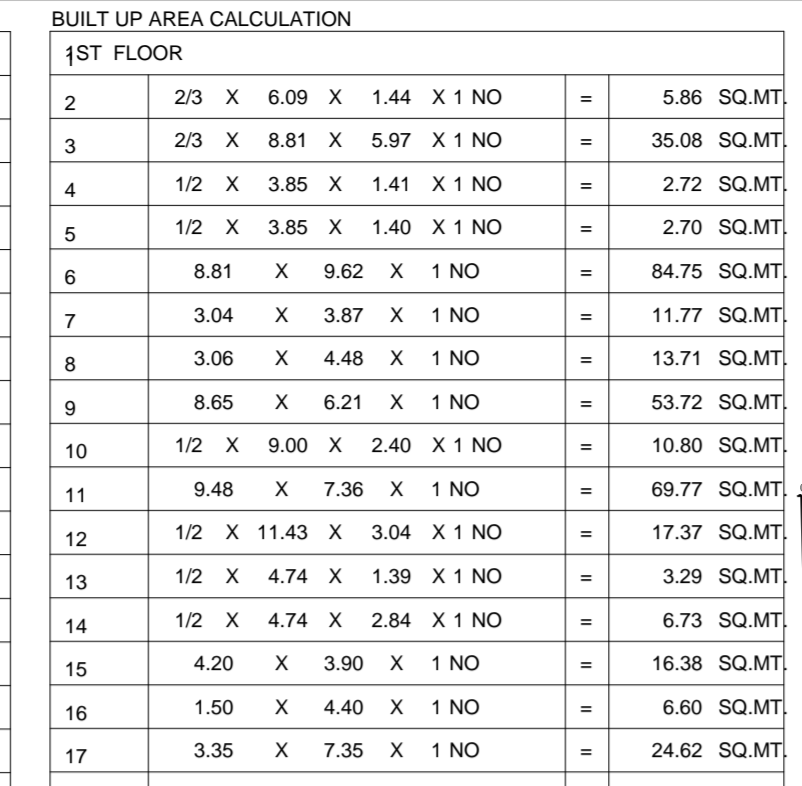 BUILT UP AREA CALCULATION
1 1ST FLOOR
2 2/3 X 6.09 X 1.44 X 1 NO = 5.86 SQ.MT.
3 2/3 X 8.81 X 5.97 X 1 NO = 35.08 SQ.MT.
4 1/2 X 3.85 X 1.41 X 1 NO = 2.72 SQ.MT.
5 1/2 X 3.85 X 1.40 X 1 NO = 2.70 SQ.MT.
6 8.81 X 9.62 X 1 NO = 84.75 SQ.MT.
7 3.04 X 3.87 X 1 NO = 11.77 SQ.MT.
8 3.06 X 4.48 X 1 NO = 13.71 SQ.MT.
9 8.65 X 6.21 X 1 NO = 53.72 SQ.MT.
10 1/2 X 9.00 X 2.40 X 1 NO = 10.80 SQ.MT.
11 9.48 X 7.36 X 1 NO = 69.77 SQ.MT.
12 1/2 X 11.43 X 3.04 X 1 NO = 17.37 SQ.MT.
13 1/2 X 4.74 X 1.39 X 1 NO = 3.29 SQ.MT.
14 1/2 X 4.74 X 2.84 X 1 NO = 6.73 SQ.MT.
15 4.20 X 3.90 X 1 NO = 16.38 SQ.MT.
16 1.50 X 4.40 X 1 NO = 6.60 SQ.MT.
17 3.35 X 7.35 X 1 NO = 24.62 SQ.MT.